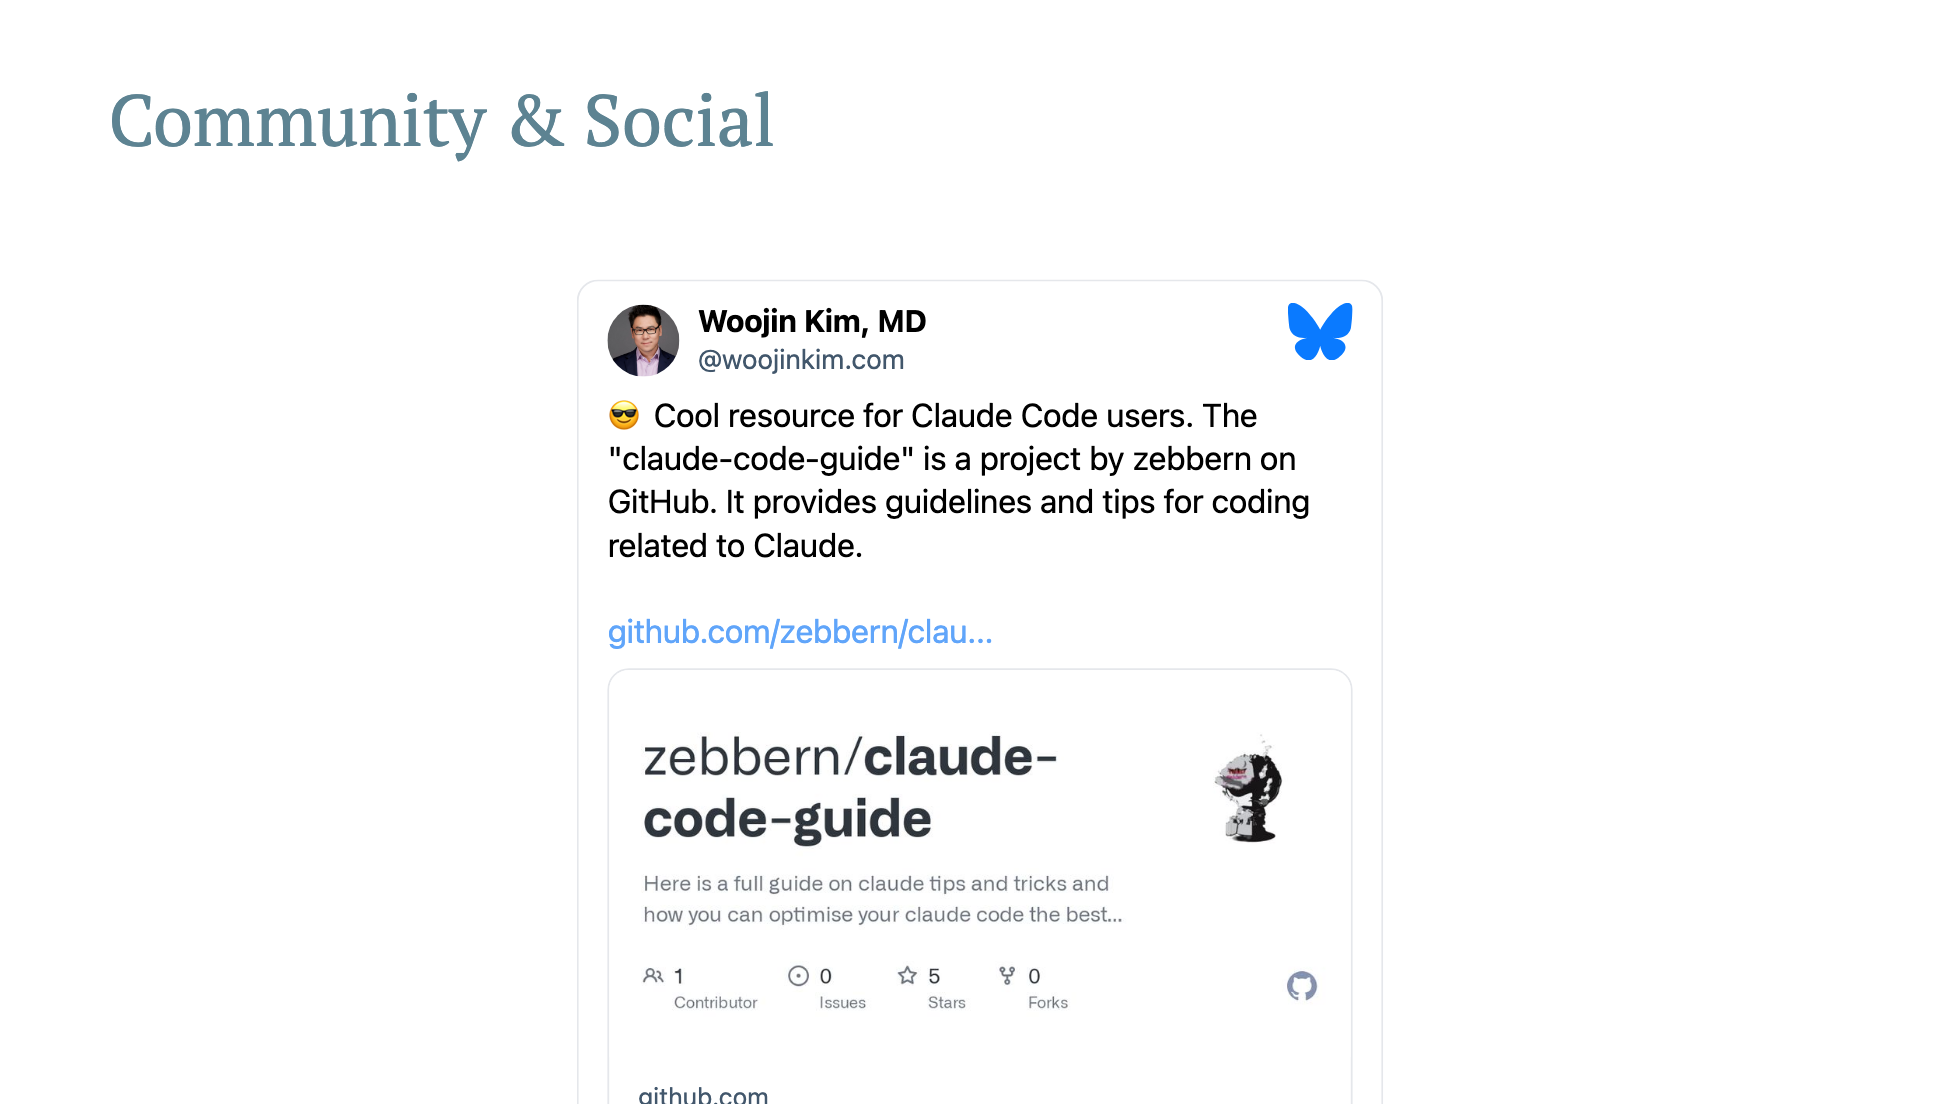 Community & Social
Woojin Kim, MD
@woojinkim.com
😎 Cool resource for Claude Code users. The
"claude-code-guide" is a project by zebbern on
GitHub. It provides guidelines and tips for coding
related to Claude.
github.com/zebbern/clau...
zebbern/claude-
code-guide
Here is a full guide on claude tips and tricks and
how you can optimise your claude code the best...
1 0 5 0
Contributor Issues Stars Forks
github.com